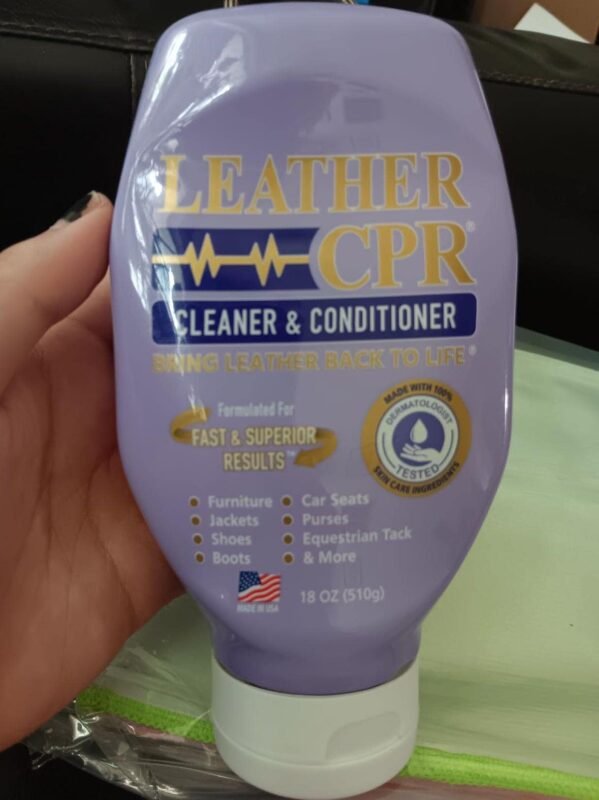 LEATHER
CPR®
CLEANER & CONDITIONER
BRING LEATHER BACK TO LIFE®
Formulated For
FAST & SUPERIOR
RESULTS™
MADE WITH 100%
DERMATOLOGIST
TESTED
SKIN CARE INGREDIENTS
Furniture
Jackets
Shoes
Boots
Car Seats
Purses
Equestrian Tack
& More
MADE IN USA
18 OZ (510g)